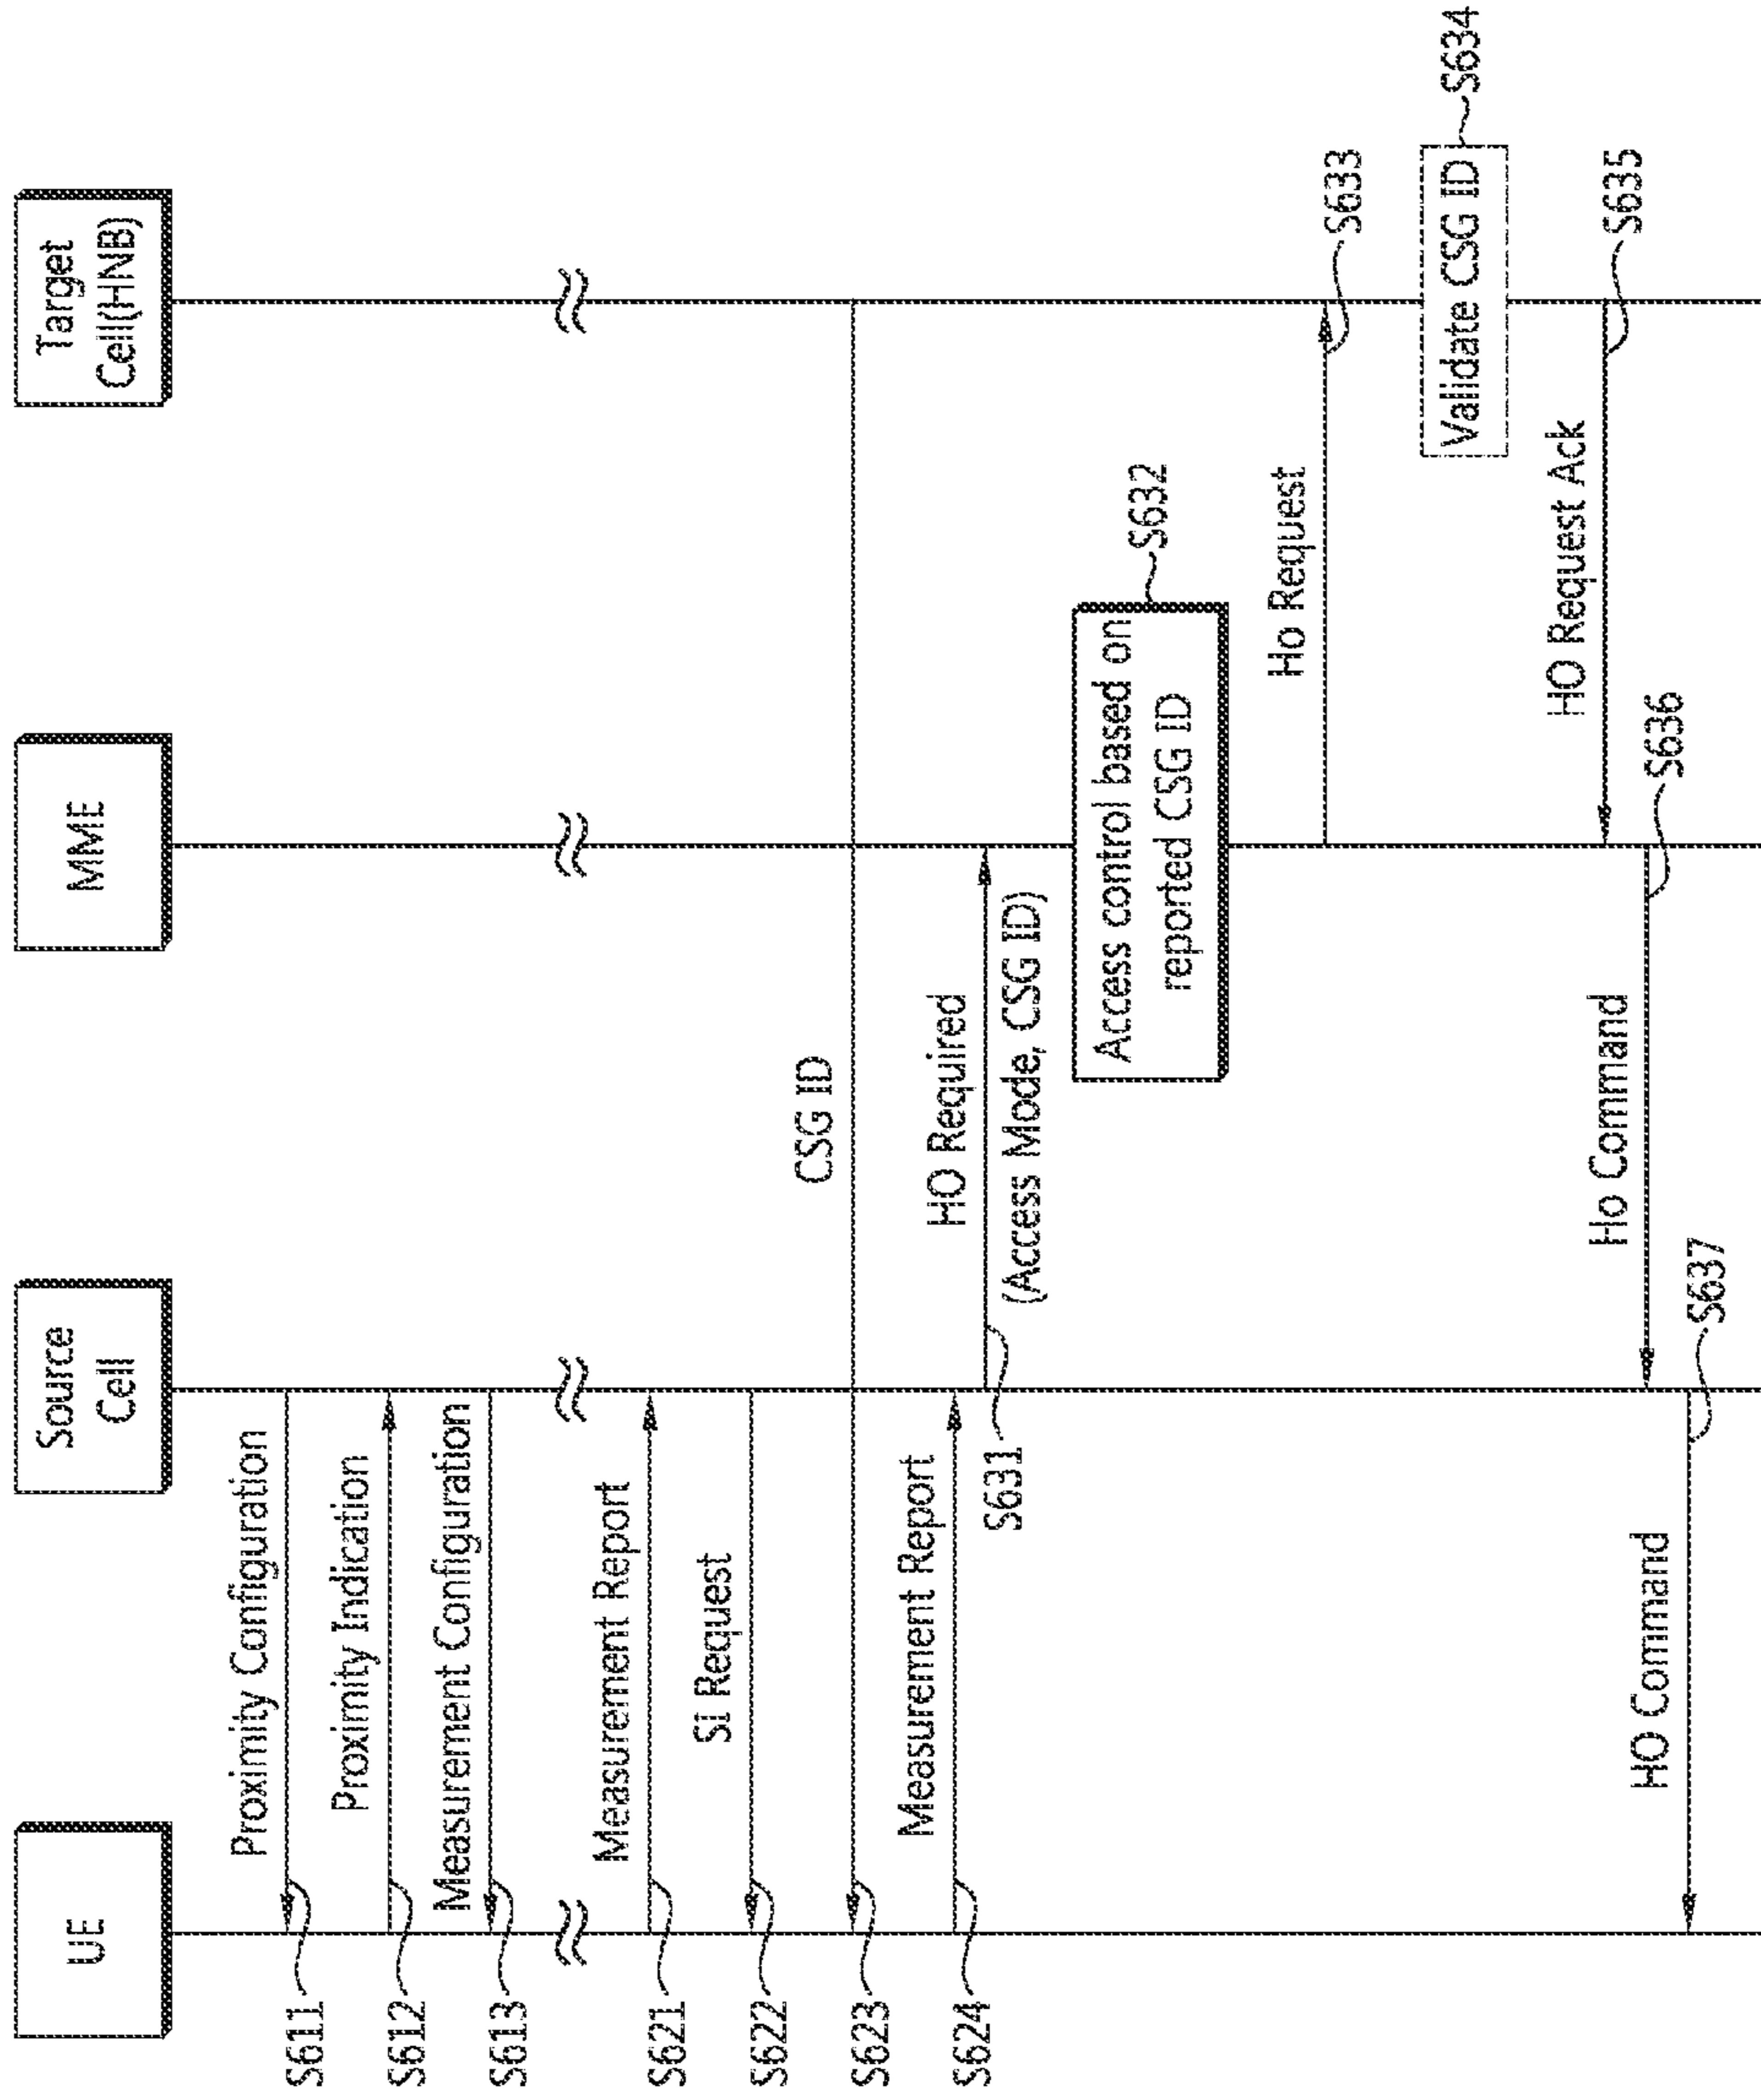 UE
Source
Cell
MME
Target
Cell(HNB)
Proximity Configuration
S611
Proximity Indication
S612
Measurement Configuration
S613
Measurement Report
S621
SI Request
S622
CSG ID
S623
Measurement Report
S624
HO Required
(Access Mode, CSG ID)
S631
Access control based on
reported CSG ID
S632
Ho Request
S633
Validate CSG ID
S634
HO Request Ack
S635
Ho Command
S636
HO Command
S637